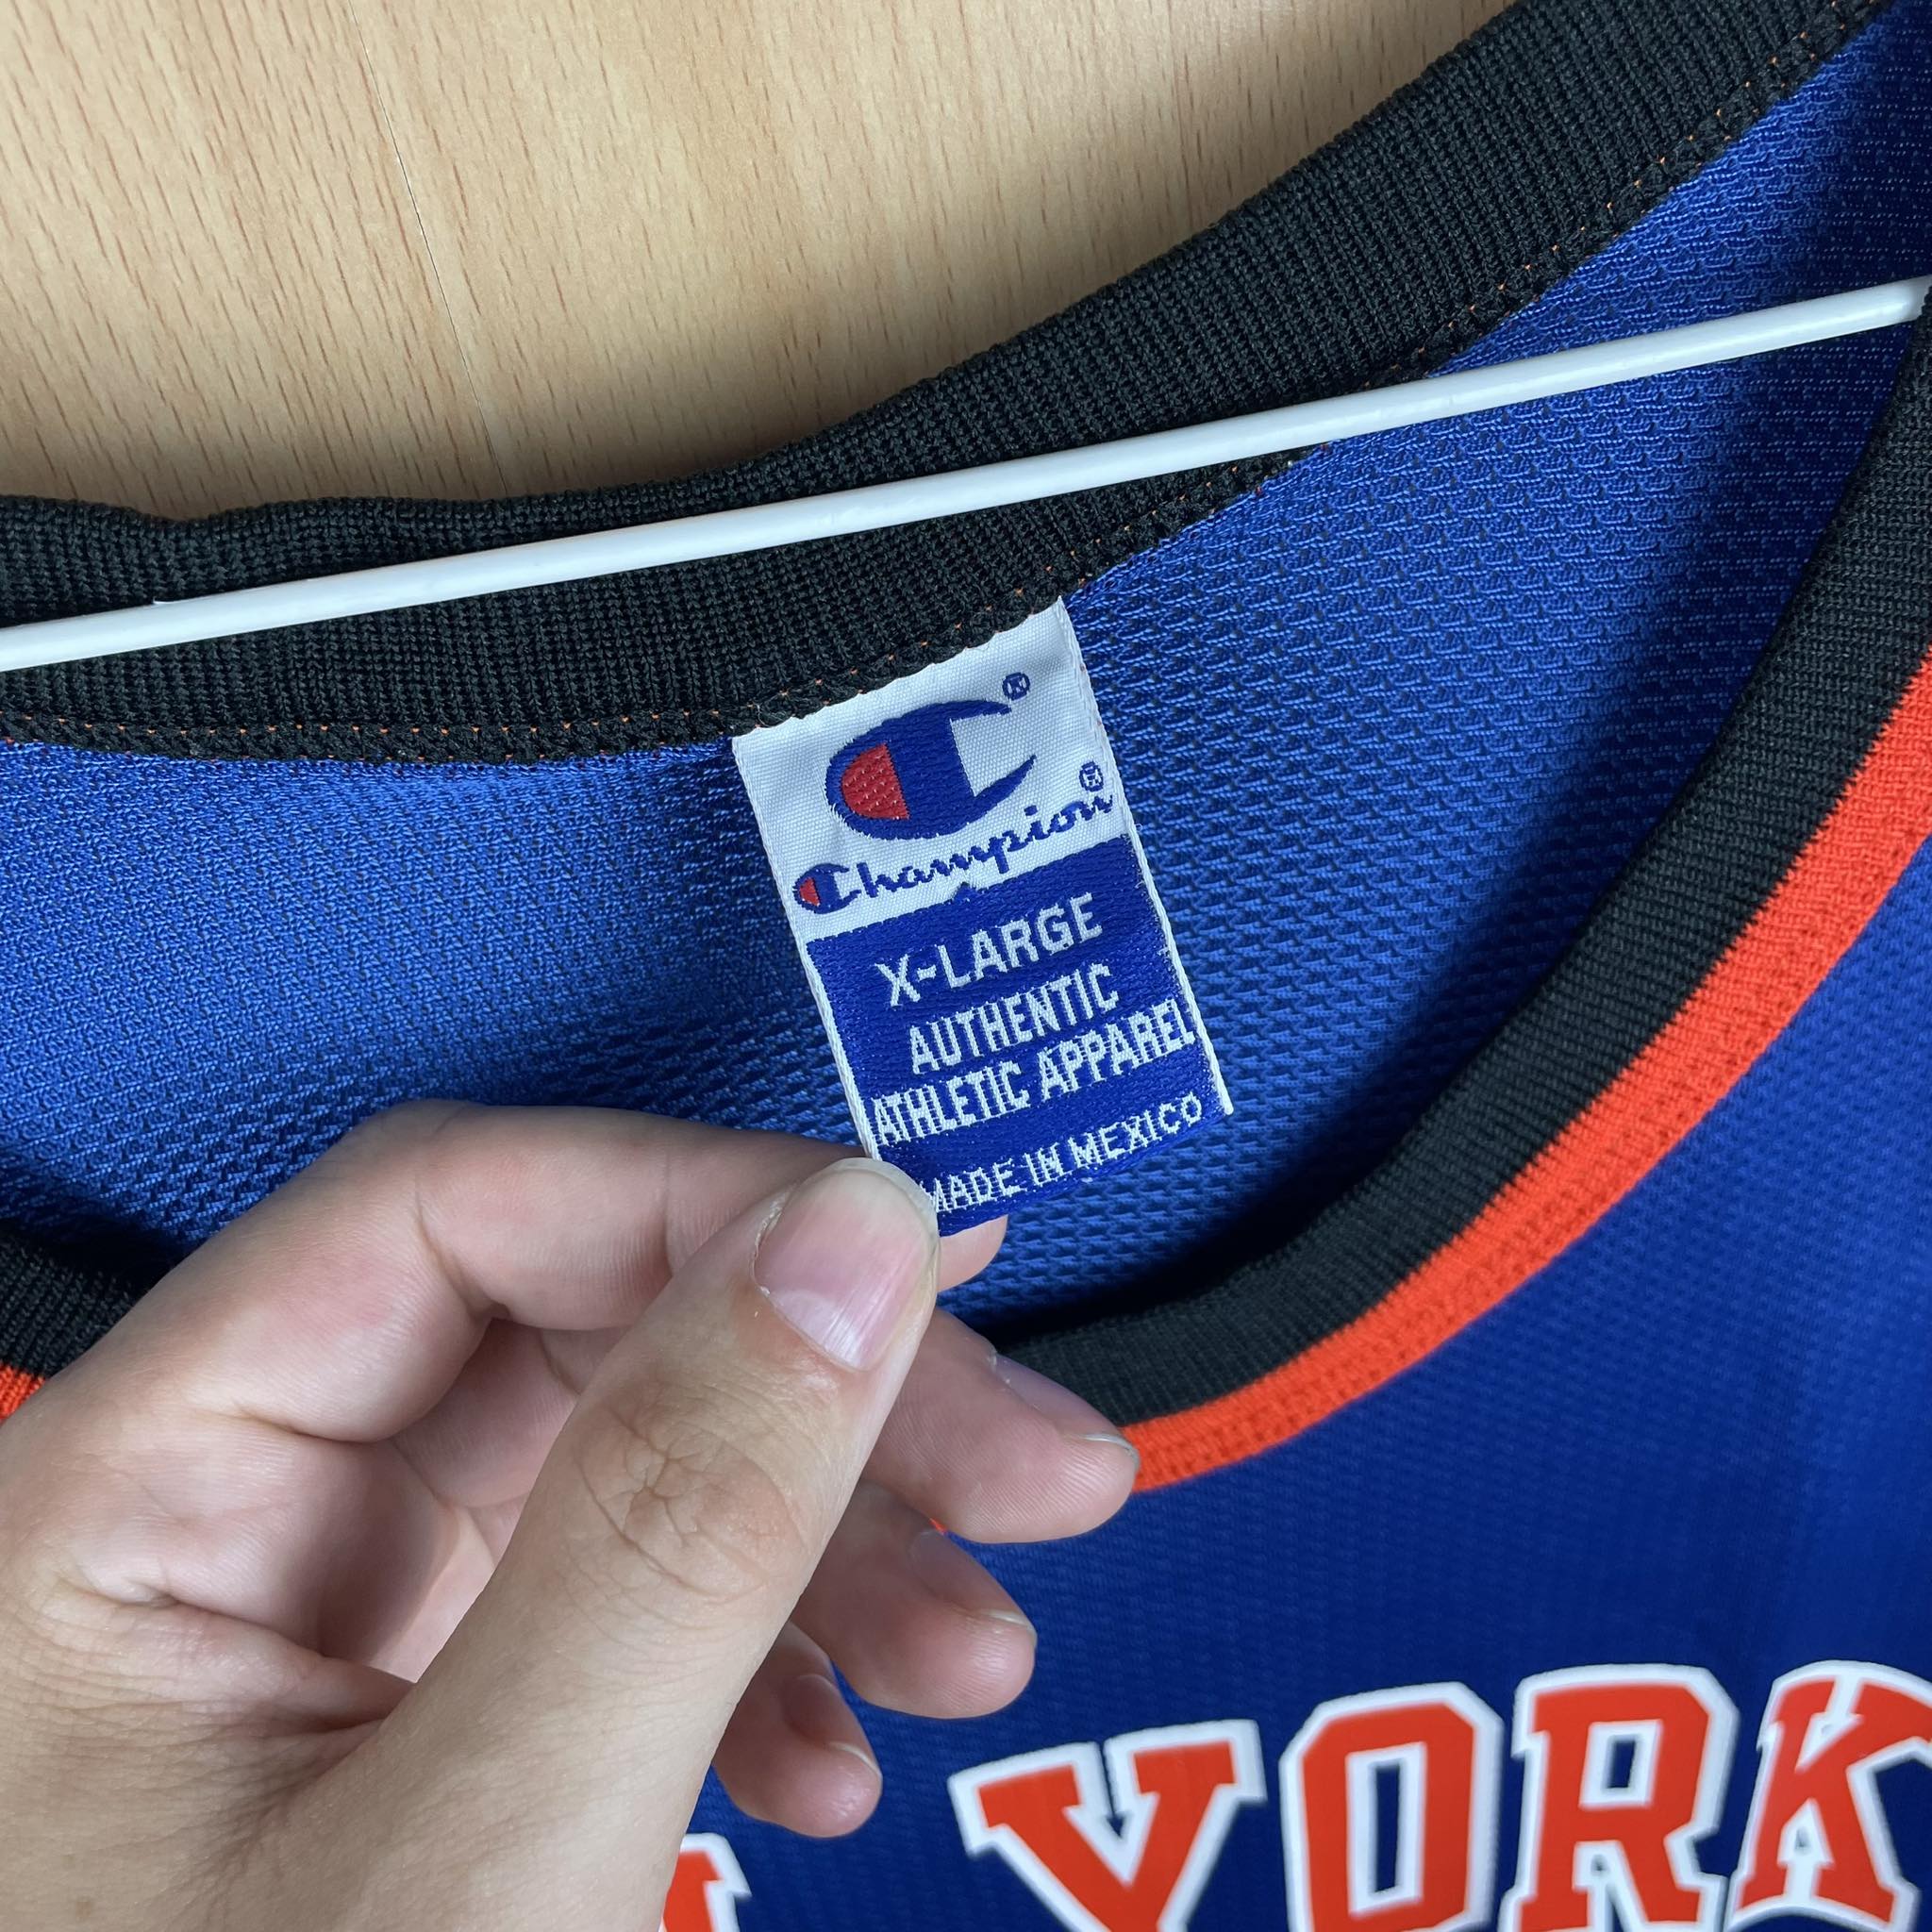 ®
Champion®
X-LARGE
AUTHENTIC
ATHLETIC APPAREL
MADE IN MEXICO
YORK